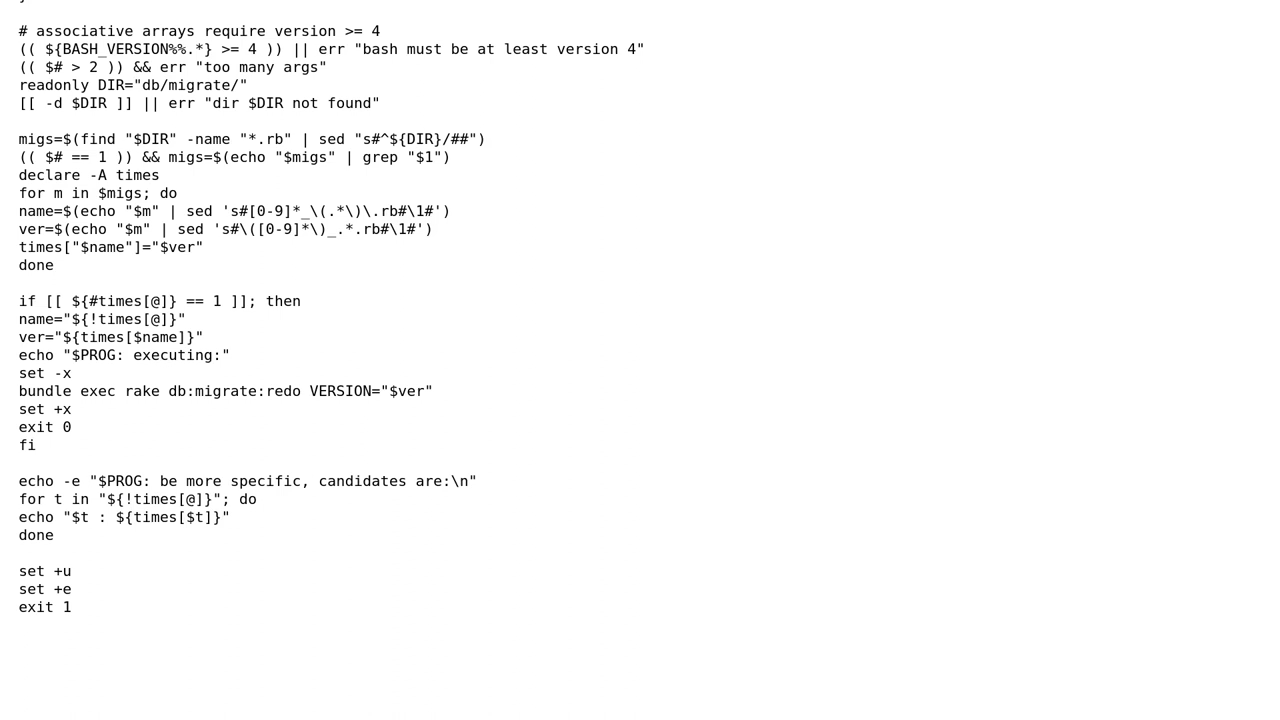 # associative arrays require version >= 4
(( ${BASH_VERSION%%.*} >= 4 )) || err "bash must be at least version 4"
(( $# > 2 )) && err "too many args"
readonly DIR="db/migrate/"
[[ -d $DIR ]] || err "dir $DIR not found"

migs=$(find "$DIR" -name "*.rb" | sed "s#^${DIR}/##")
(( $# == 1 )) && migs=$(echo "$migs" | grep "$1")
declare -A times
for m in $migs; do
name=$(echo "$m" | sed 's#[0-9]*_\(.*\)\.rb#\1#')
ver=$(echo "$m" | sed 's#\([0-9]*\)_.*.rb#\1#')
times["$name"]="$ver"
done

if [[ ${#times[@]} == 1 ]]; then
name="${!times[@]}"
ver="${times[$name]}"
echo "$PROG: executing:"
set -x
bundle exec rake db:migrate:redo VERSION="$ver"
set +x
exit 0
fi

echo -e "$PROG: be more specific, candidates are:\n"
for t in "${!times[@]}"; do
echo "$t : ${times[$t]}"
done

set +u
set +e
exit 1